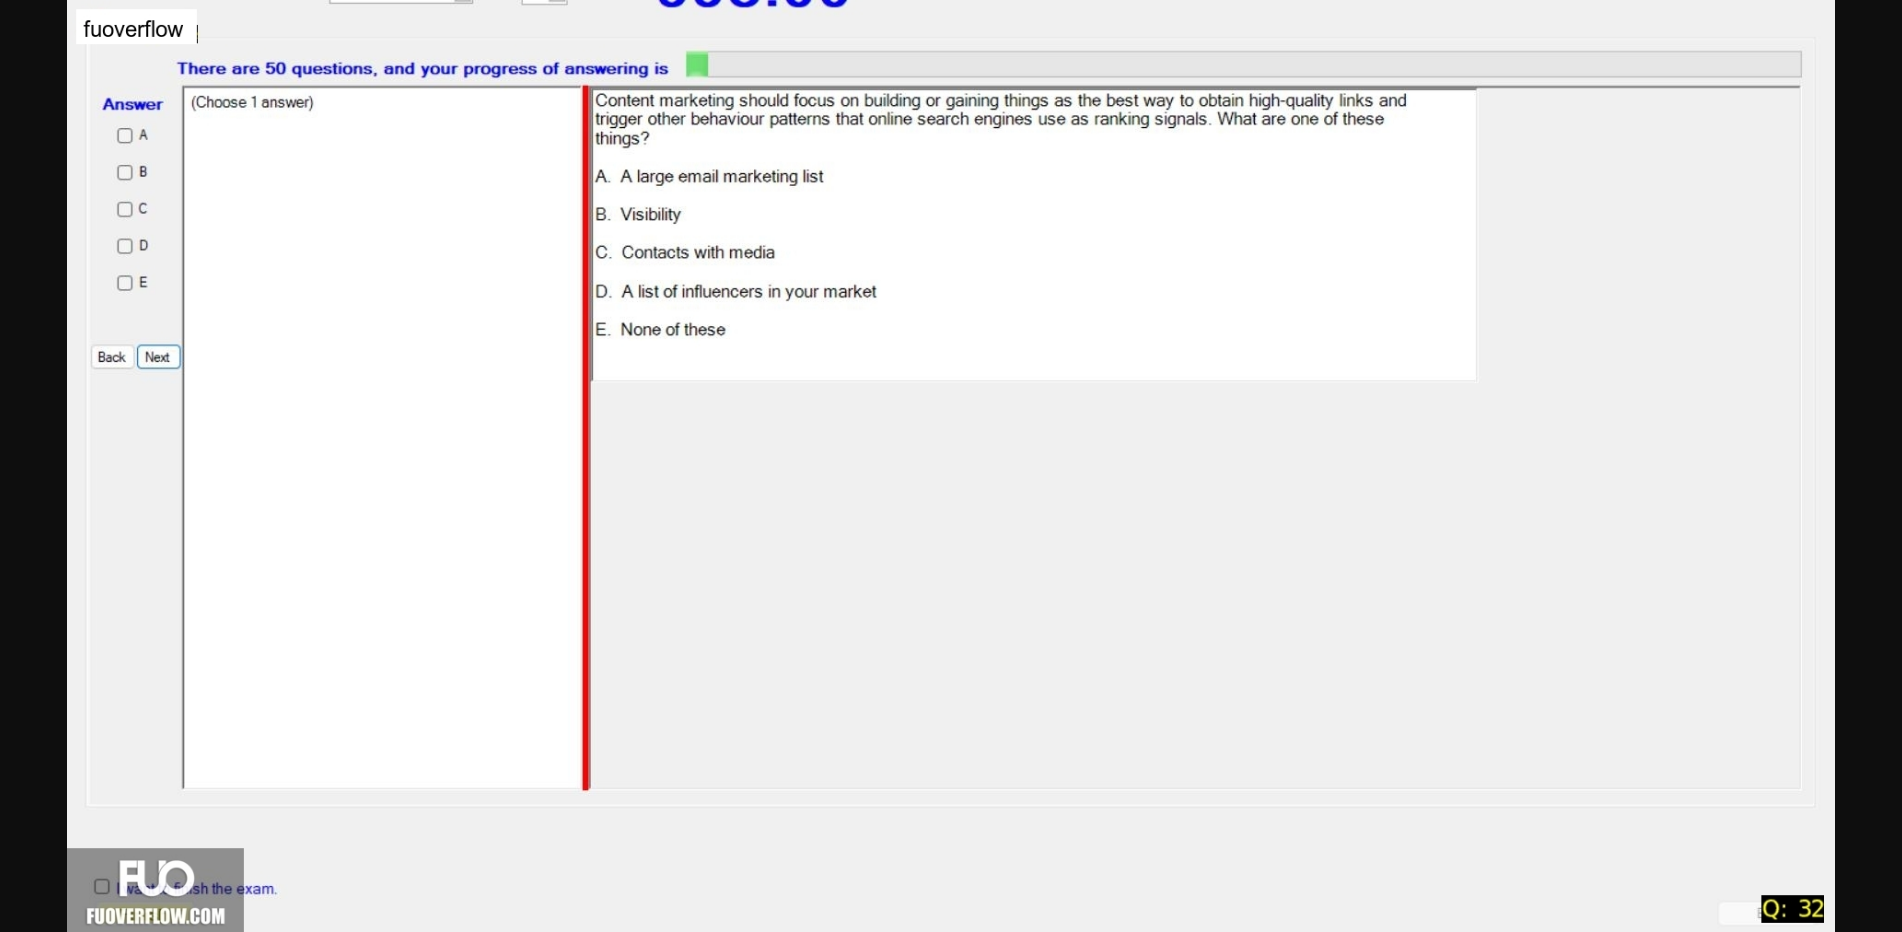 fuoverflow
There are 50 questions, and your progress of answering is
Answer
(Choose 1 answer)
A
B
C
D
E
Back Next
Content marketing should focus on building or gaining things as the best way to obtain high-quality links and
trigger other behaviour patterns that online search engines use as ranking signals. What are one of these
things?
A. A large email marketing list
B. Visibility
C. Contacts with media
D. A list of influencers in your market
E. None of these
FUO
sh the exam.
FUOVERFLOW.COM
Q: 32